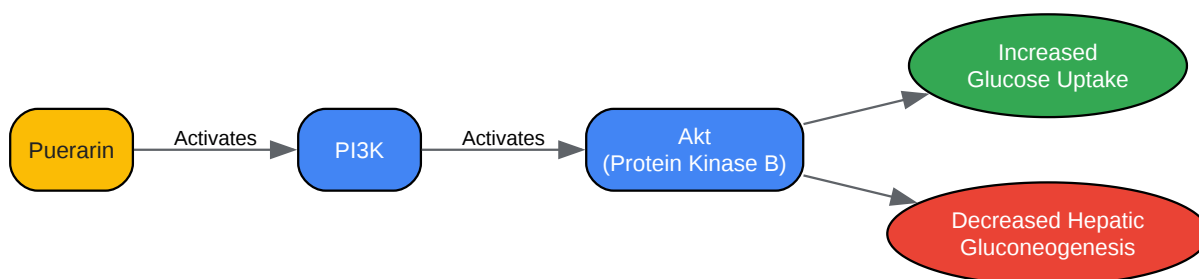 Puerarin
Activates
PI3K
Activates
Akt
(Protein Kinase B)
Increased
Glucose Uptake
Decreased Hepatic
Gluconeogenesis